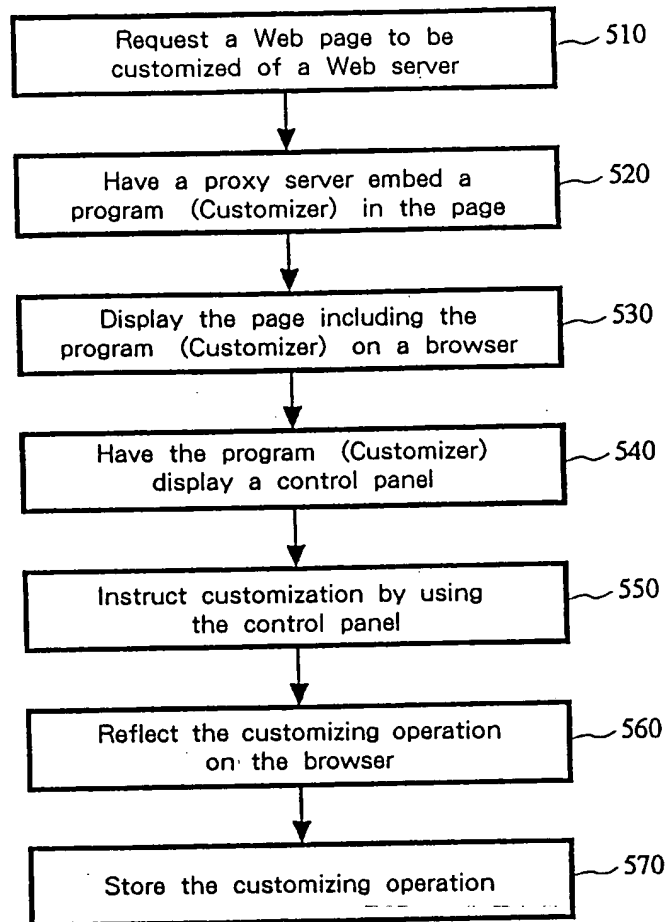 Request a Web page to be
customized of a Web server
510
Have a proxy server embed a
program (Customizer) in the page
520
Display the page including the
program (Customizer) on a browser
530
Have the program (Customizer)
display a control panel
540
Instruct customization by using
the control panel
550
Reflect the customizing operation
on the browser
560
Store the customizing operation
570